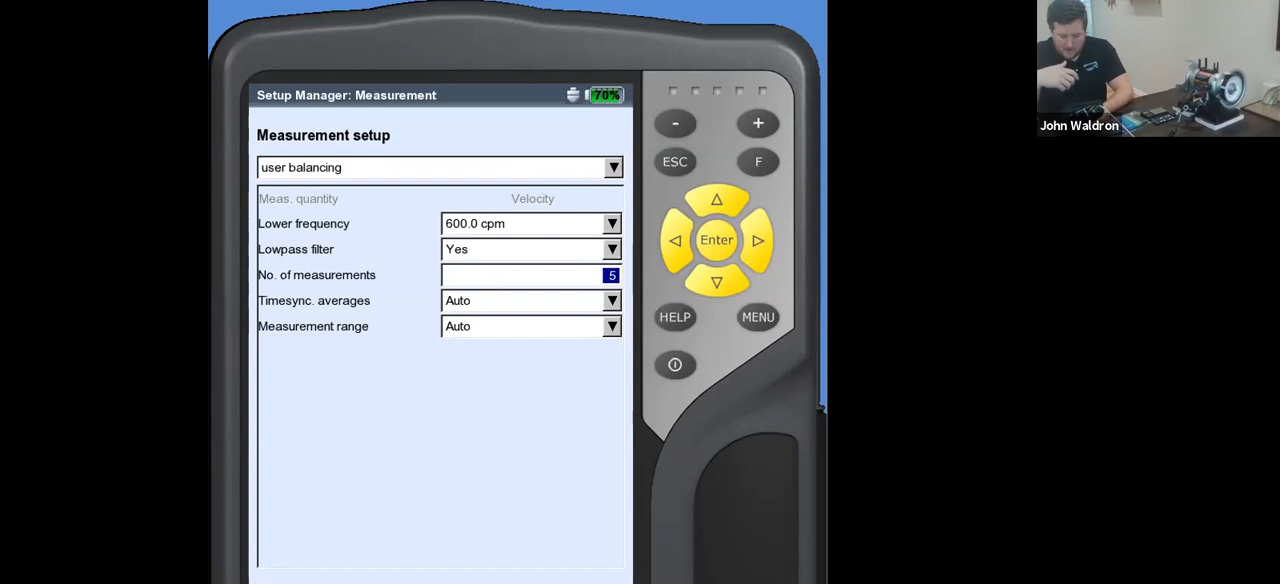 Setup Manager: Measurement 70%
Measurement setup
user balancing
Meas. quantity Velocity
Lower frequency 600.0 cpm
Lowpass filter Yes
No. of measurements 5
Timesync. averages Auto
Measurement range Auto
- +
ESC F
Enter
HELP MENU
John Waldron